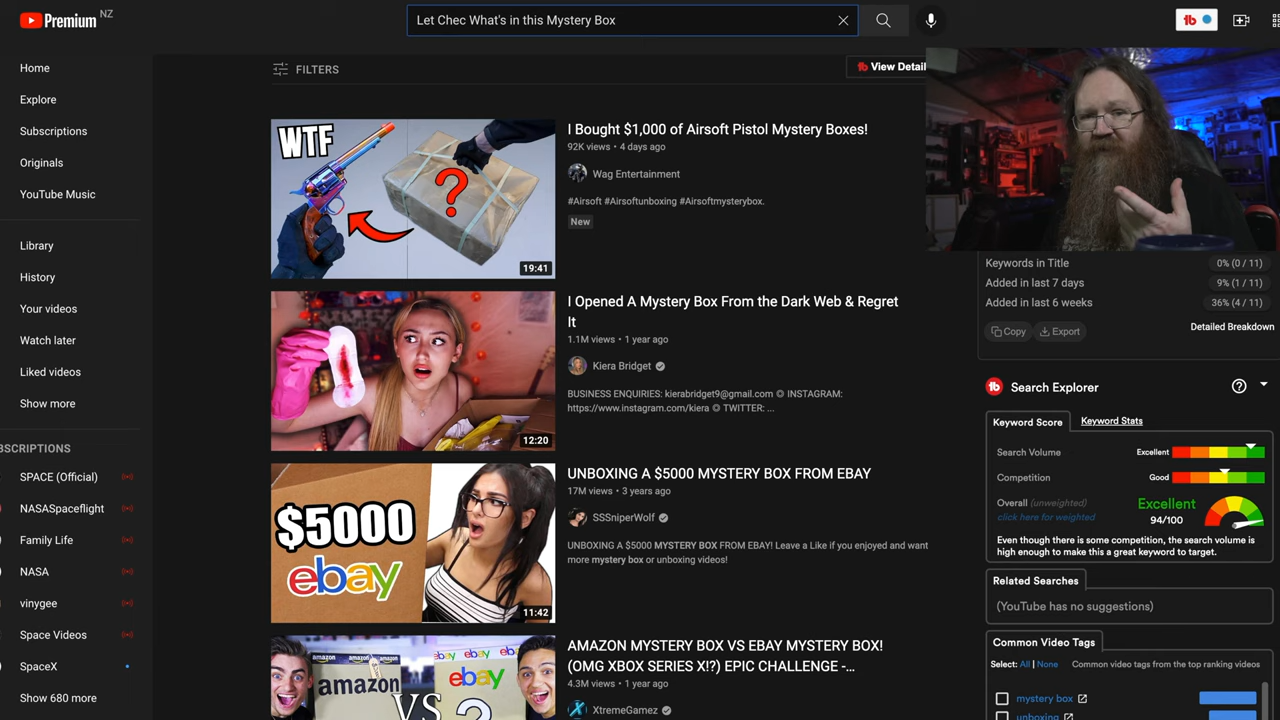 Premium NZ
Let Chec What's in this Mystery Box
View Detail
Home
Explore
Subscriptions
Originals
YouTube Music
Library
History
Your videos
Watch later
Liked videos
Show more
BSCRIPTIONS
SPACE (Official)
NASASpaceflight
Family Life
NASA
vinygee
Space Videos
SpaceX
Show 680 more
FILTERS
WTF
?
19:41
I Bought $1,000 of Airsoft Pistol Mystery Boxes!
92K views • 4 days ago
Wag Entertainment
#Airsoft #Airsoftunboxing #Airsoftmysterybox.
New
12:20
I Opened A Mystery Box From the Dark Web & Regret
It
1.1M views • 1 year ago
Kiera Bridget
BUSINESS ENQUIRIES: kierabridget9@gmail.com ✪ INSTAGRAM:
https://www.instagram.com/kiera ✪ TWITTER: ...
$5000
ebay
11:42
UNBOXING A $5000 MYSTERY BOX FROM EBAY
17M views • 3 years ago
SSSniperWolf
UNBOXING A $5000 MYSTERY BOX FROM EBAY! Leave a Like if you enjoyed and want
more mystery box or unboxing videos!
amazon
ebay
VS
?
AMAZON MYSTERY BOX VS EBAY MYSTERY BOX!
(OMG XBOX SERIES X!?) EPIC CHALLENGE -...
4.3M views • 1 year ago
XtremeGamez
Keywords in Title 0% (0 / 11)
Added in last 7 days 9% (1 / 11)
Added in last 6 weeks 36% (4 / 11)
Copy Export Detailed Breakdown
Search Explorer
Keyword Score Keyword Stats
Search Volume Excellent
Competition Good
Overall (unweighted) Excellent
click here for weighted 94/100
Even though there is some competition, the search volume is
high enough to make this a great keyword to target.
Related Searches
(YouTube has no suggestions)
Common Video Tags
Select: All | None Common video tags from the top ranking videos
mystery box
unboxing